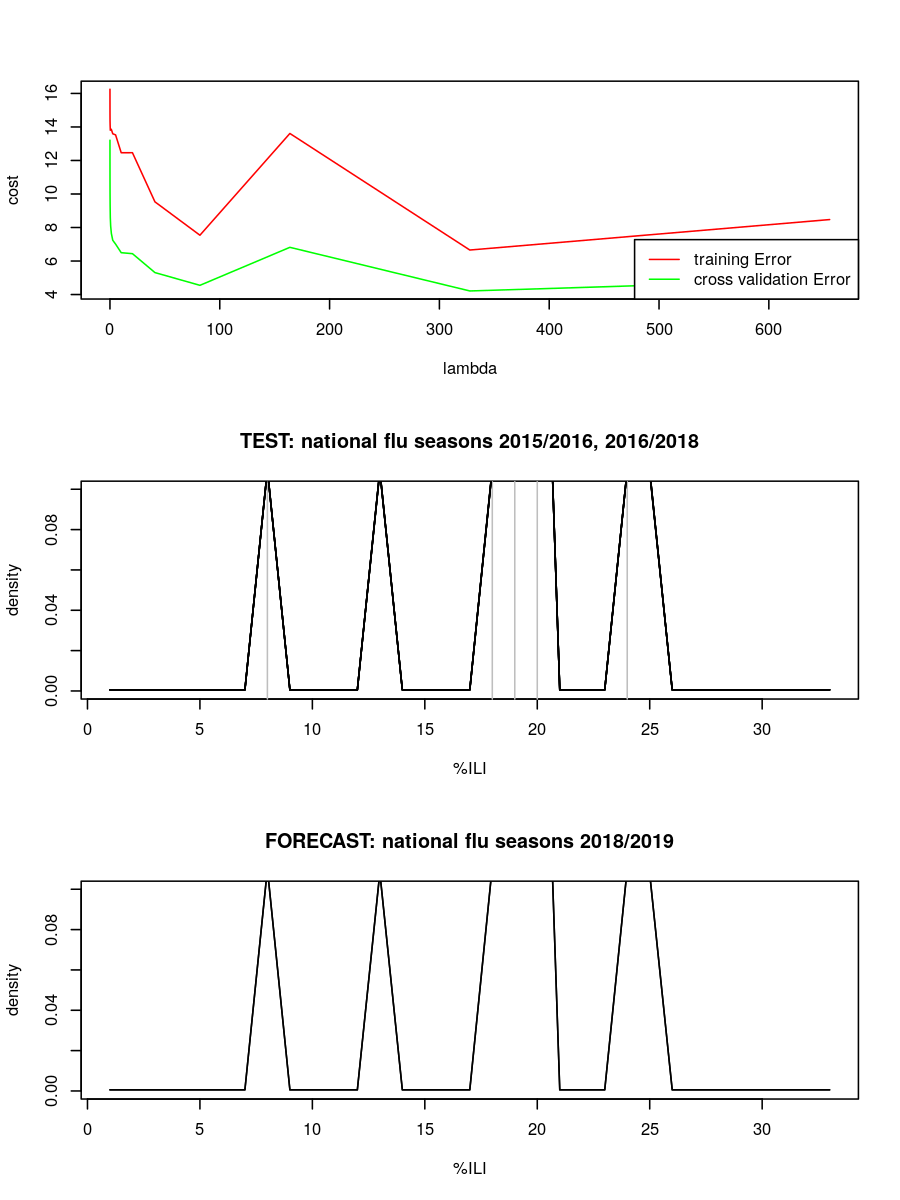 16
14
12
10
8
6
4
cost
training Error
cross validation Error
0 100 200 300 400 500 600
lambda
TEST: national flu seasons 2015/2016, 2016/2018
0.08
0.04
0.00
density
0 5 10 15 20 25 30
%ILI
FORECAST: national flu seasons 2018/2019
0.08
0.04
0.00
density
0 5 10 15 20 25 30
%ILI